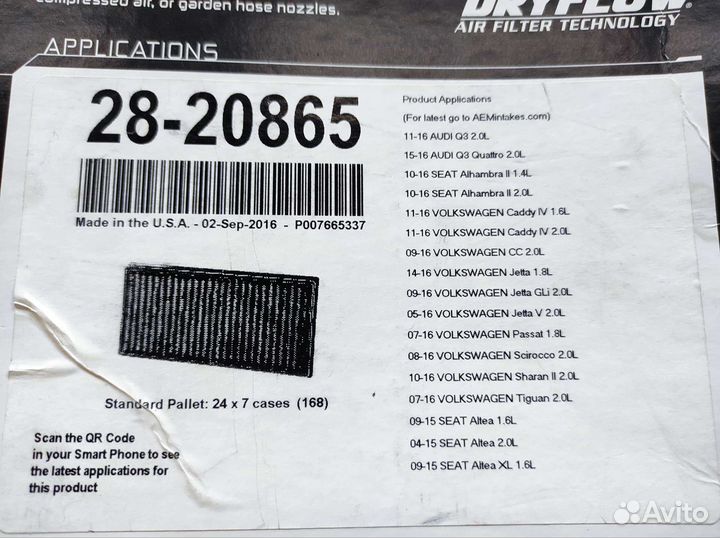 compressed air, or garden hose nozzles.
DRYFLOW®
AIR FILTER TECHNOLOGY
APPLICATIONS
28-20865
Made in the U.S.A. - 02-Sep-2016 - P007665337
Standard Pallet: 24 x 7 cases (168)
Scan the QR Code
in your Smart Phone to see
the latest applications for
this product
Product Applications
(For latest go to AEMintakes.com)
11-16 AUDI Q3 2.0L
15-16 AUDI Q3 Quattro 2.0L
10-16 SEAT Alhambra II 1.4L
10-16 SEAT Alhambra II 2.0L
11-16 VOLKSWAGEN Caddy IV 1.6L
11-16 VOLKSWAGEN Caddy IV 2.0L
09-16 VOLKSWAGEN CC 2.0L
14-16 VOLKSWAGEN Jetta 1.8L
09-16 VOLKSWAGEN Jetta GLi 2.0L
05-16 VOLKSWAGEN Jetta V 2.0L
07-16 VOLKSWAGEN Passat 1.8L
08-16 VOLKSWAGEN Scirocco 2.0L
10-16 VOLKSWAGEN Sharan II 2.0L
07-16 VOLKSWAGEN Tiguan 2.0L
09-15 SEAT Altea 1.6L
04-15 SEAT Altea 2.0L
09-15 SEAT Altea XL 1.6L
Avito